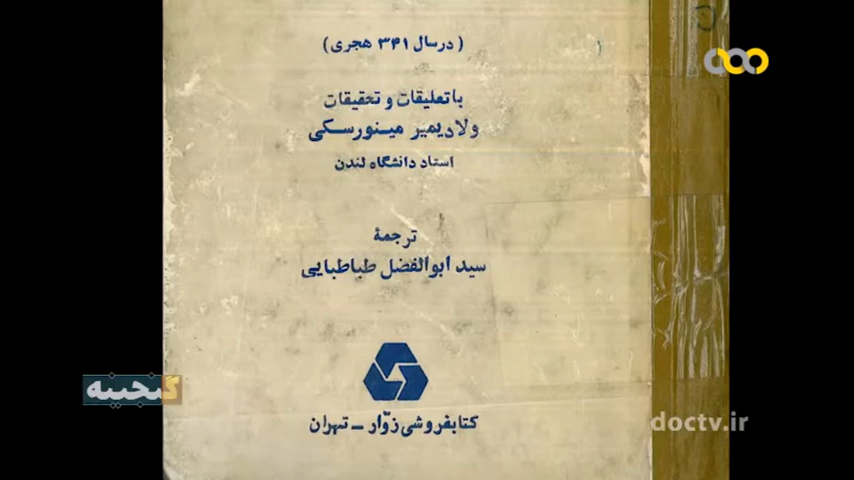 (در سال ۳۴۱ هجری)
با تعلیقات و تحقیقات
ولادیمیر مینورسکی
استاد دانشگاه لندن
ترجمهٔ
سید ابوالفضل طباطبایی
کتابفروشی زوّار - تهران
گنجینه
doctv.ir